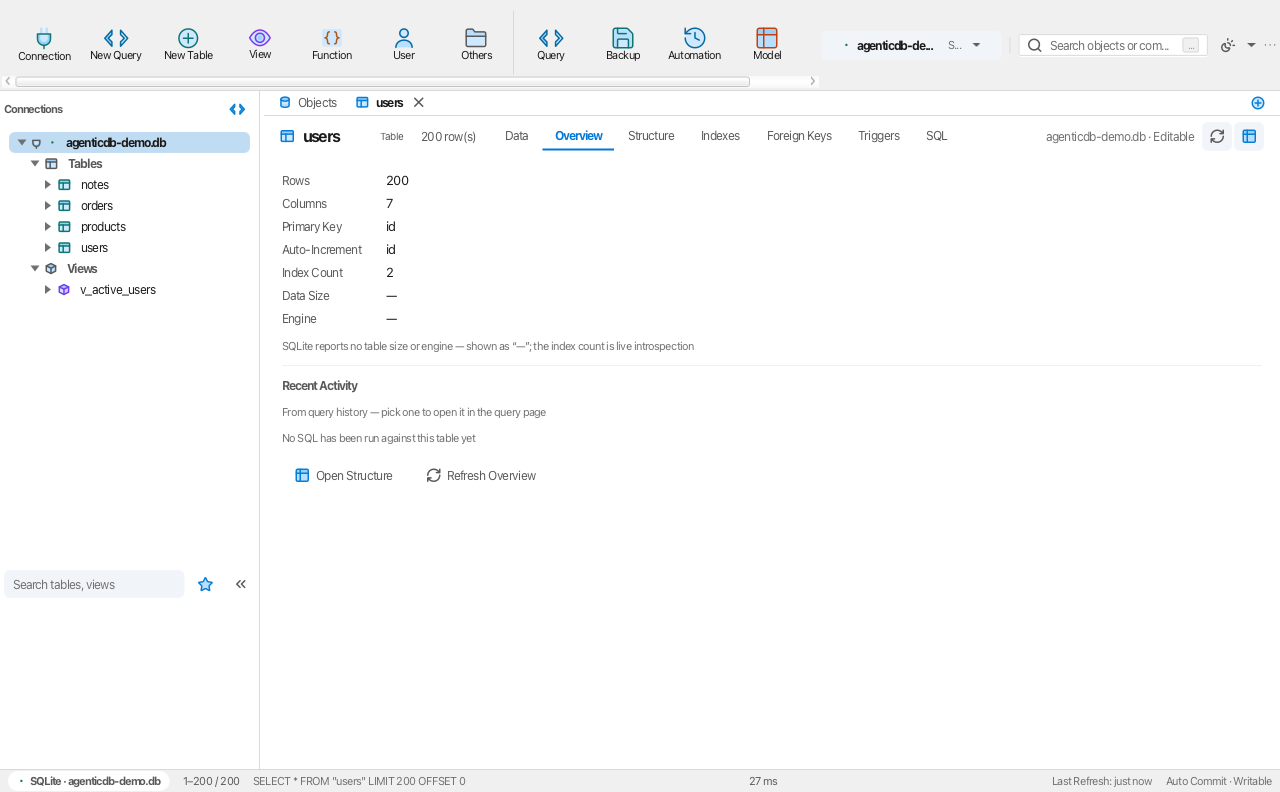 Connection
New Query
New Table
View
Function
User
Others
Query
Backup
Automation
Model
agenticdb-de...
S...
Search objects or com...
...
Connections
agenticdb-demo.db
Tables
notes
orders
products
users
Views
v_active_users
Search tables, views
Objects
users
users
Table
200 row(s)
Data
Overview
Structure
Indexes
Foreign Keys
Triggers
SQL
agenticdb-demo.db · Editable
Rows 200
Columns 7
Primary Key id
Auto-Increment id
Index Count 2
Data Size —
Engine —
SQLite reports no table size or engine — shown as “—”; the index count is live introspection
Recent Activity
From query history — pick one to open it in the query page
No SQL has been run against this table yet
Open Structure
Refresh Overview
SQLite · agenticdb-demo.db
1–200 / 200
SELECT * FROM "users" LIMIT 200 OFFSET 0
27 ms
Last Refresh: just now
Auto Commit · Writable